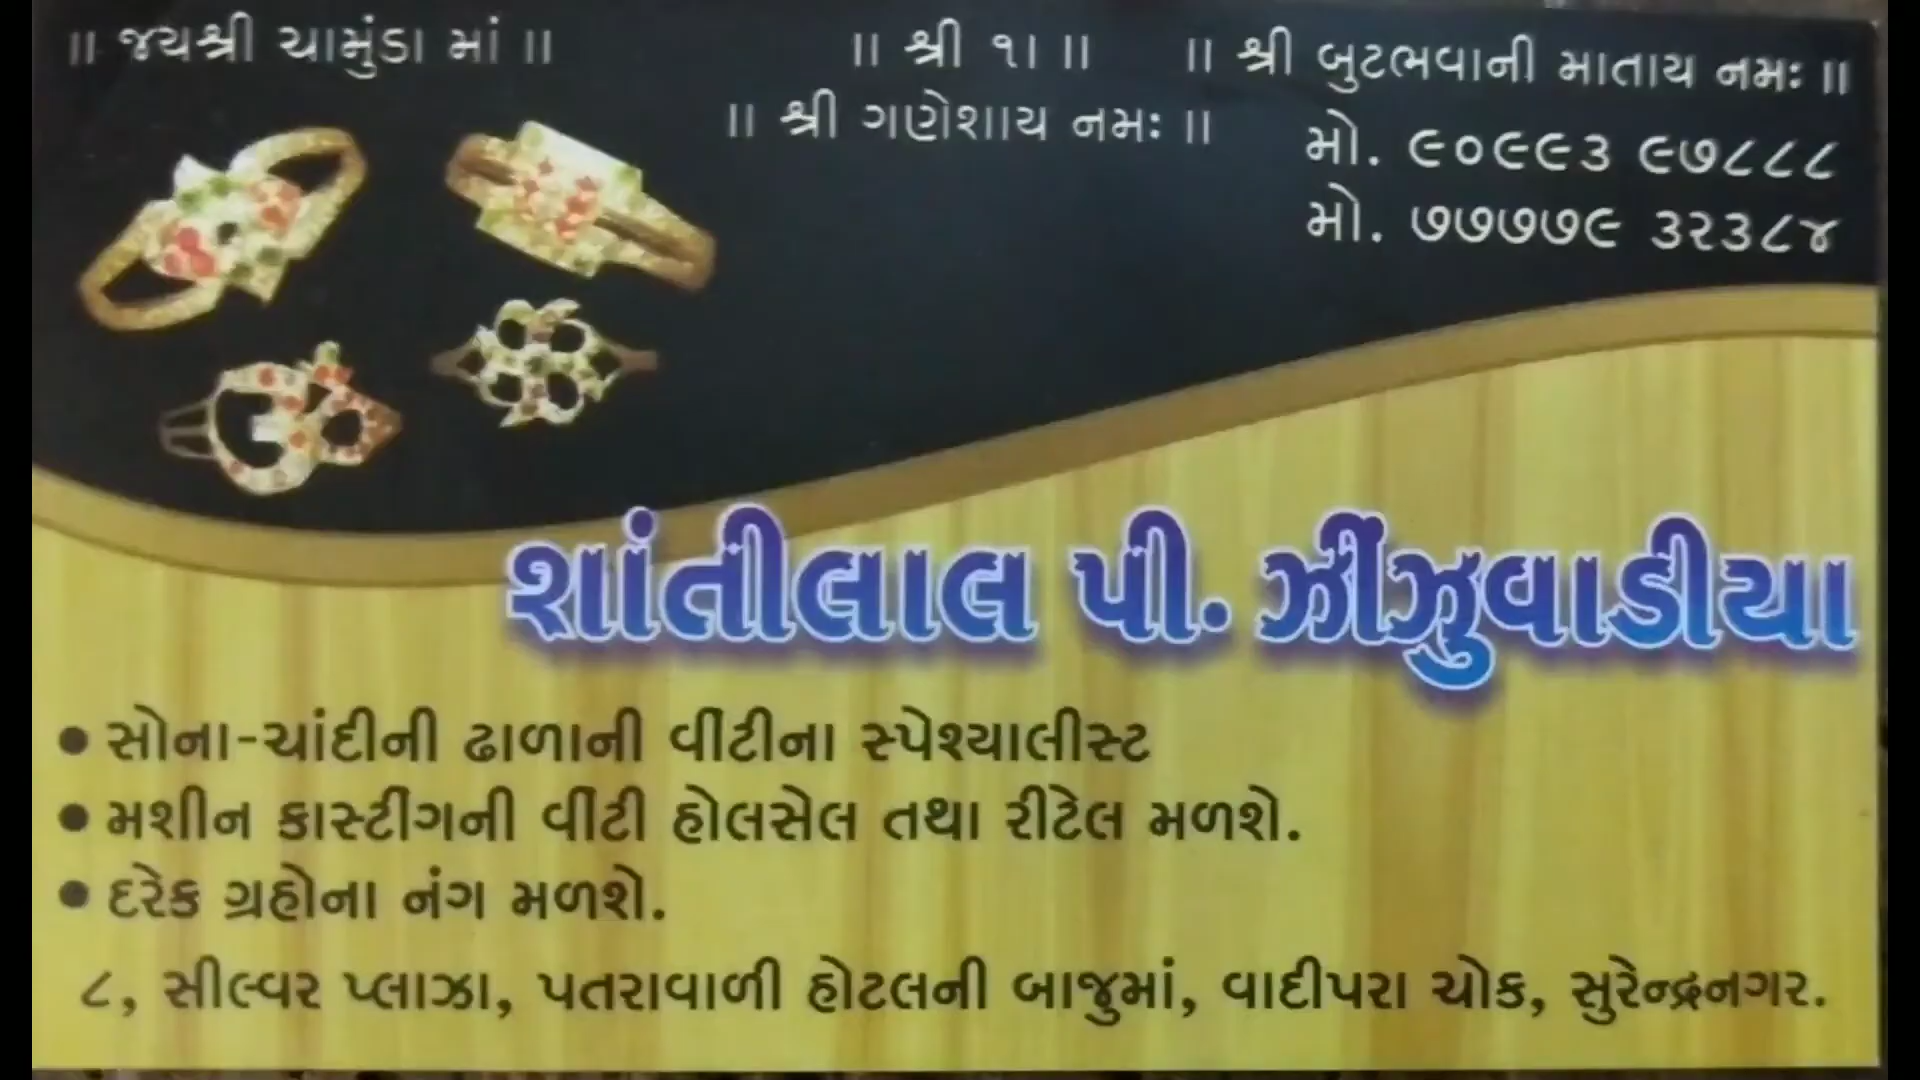 ॥ જયશ્રી ચામુંડા માં ॥
॥ શ્રી ૧ા ॥
॥ શ્રી બુટભવાની માતાય નમઃ ॥
॥ શ્રી ગણેશાય નમઃ ॥
મો. ૯૦૯૯૩ ૯૭૮૮૮
મો. ૭૭૭૭૯ ૩૨૩૮૪
શાંતીલાલ પી. ઝીંઝુવાડીયા
• સોના-ચાંદીની ઢાળાની વીંટીના સ્પેશ્યાલીસ્ટ
• મશીન કાસ્ટીંગની વીંટી હોલસેલ તથા રીટેલ મળશે.
• દરેક ગ્રહોના નંગ મળશે.
૮, સીલ્વર પ્લાઝા, પતરાવાળી હોટલની બાજુમાં, વાદીપરા ચોક, સુરેન્દ્રનગર.